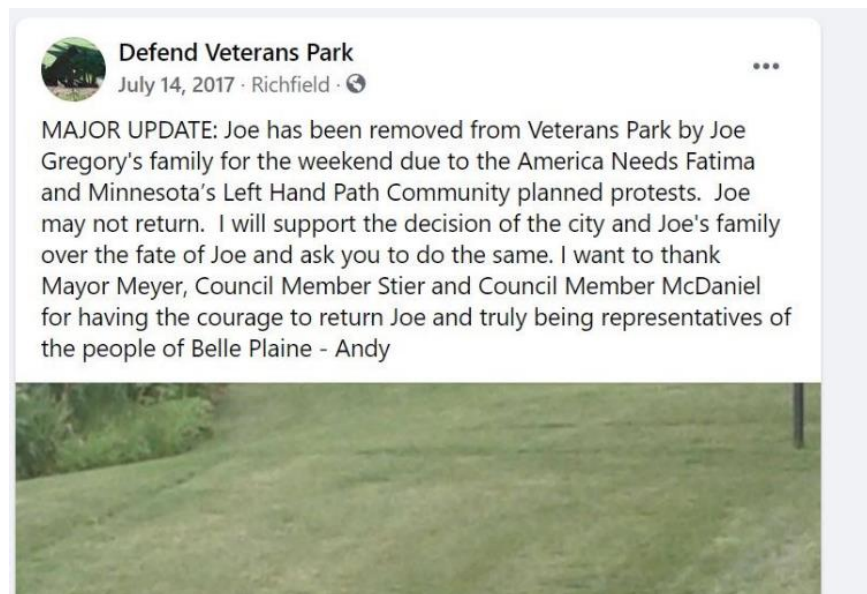 Defend Veterans Park
July 14, 2017 · Richfield ·
MAJOR UPDATE: Joe has been removed from Veterans Park by Joe
Gregory's family for the weekend due to the America Needs Fatima
and Minnesota’s Left Hand Path Community planned protests.  Joe
may not return.  I will support the decision of the city and Joe's family
over the fate of Joe and ask you to do the same. I want to thank
Mayor Meyer, Council Member Stier and Council Member McDaniel
for having the courage to return Joe and truly being representatives of
the people of Belle Plaine - Andy